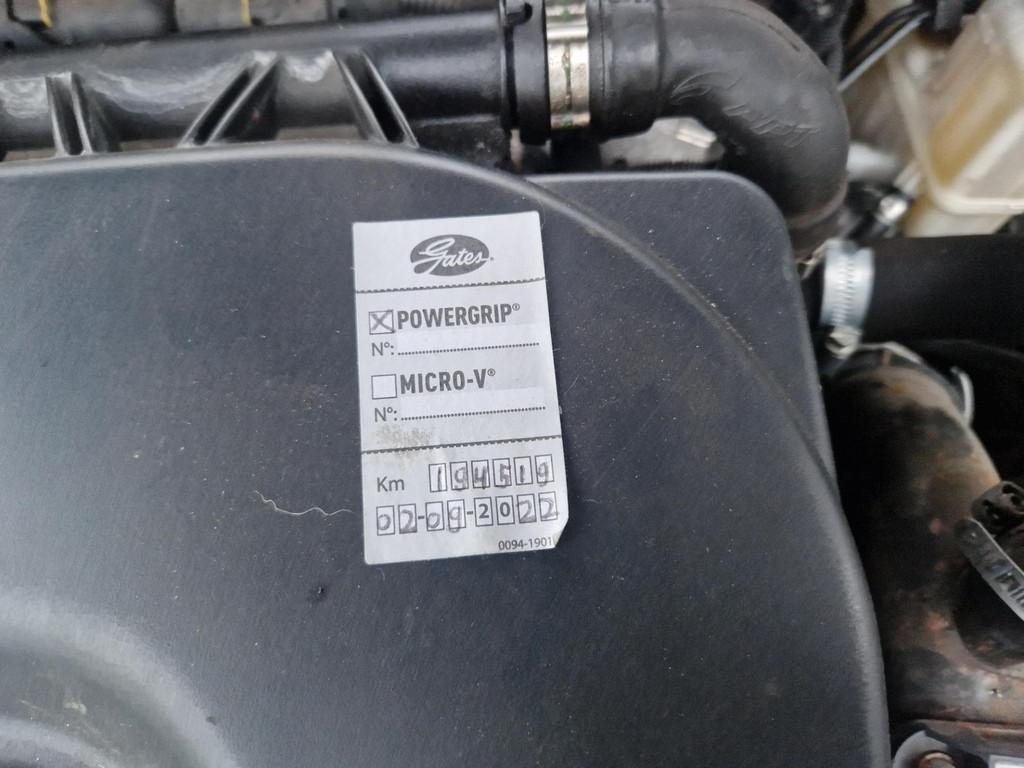 Gates®
POWERGRIP®
N°:
MICRO-V®
N°:
Km 194519
02-09-2022
0094-1901